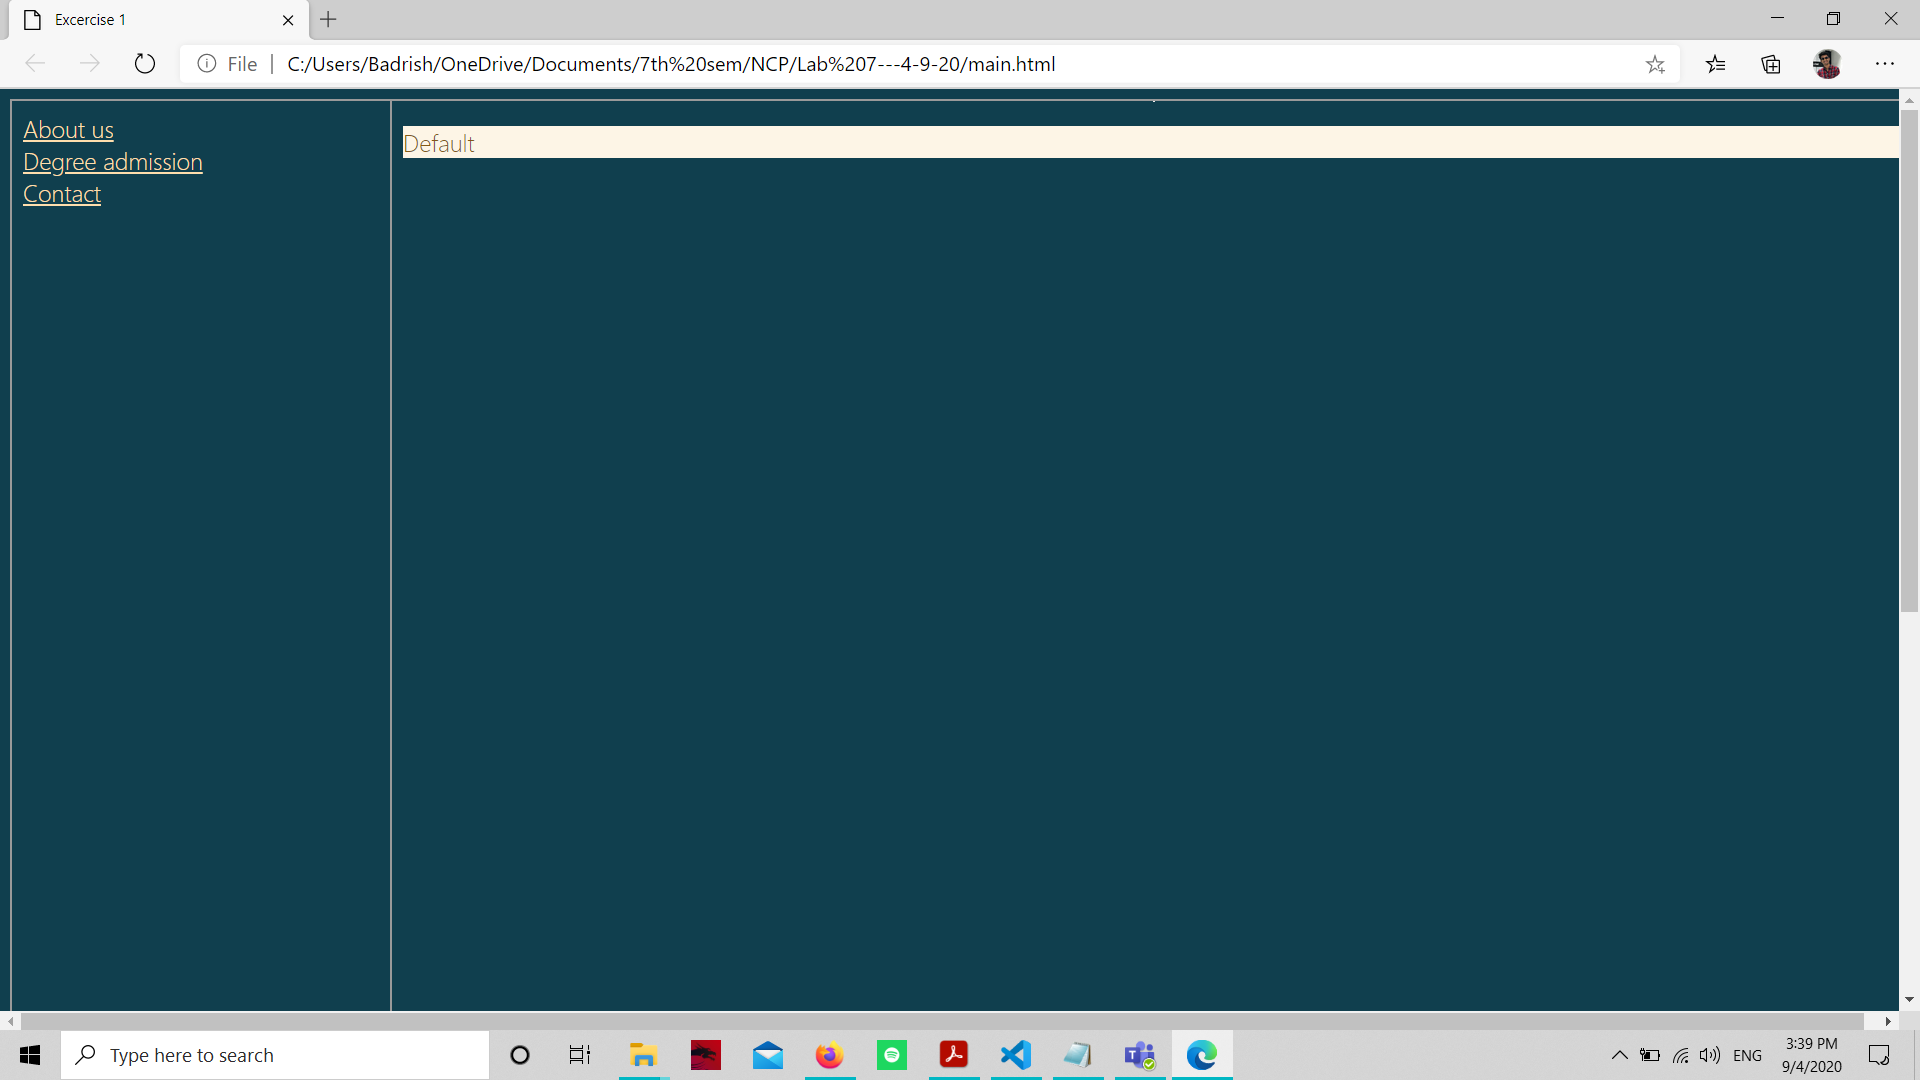 Excercise 1
File
C:/Users/Badrish/OneDrive/Documents/7th%20sem/NCP/Lab%207---4-9-20/main.html
About us
Degree admission
Contact
Default
Type here to search
ENG
3:39 PM
9/4/2020